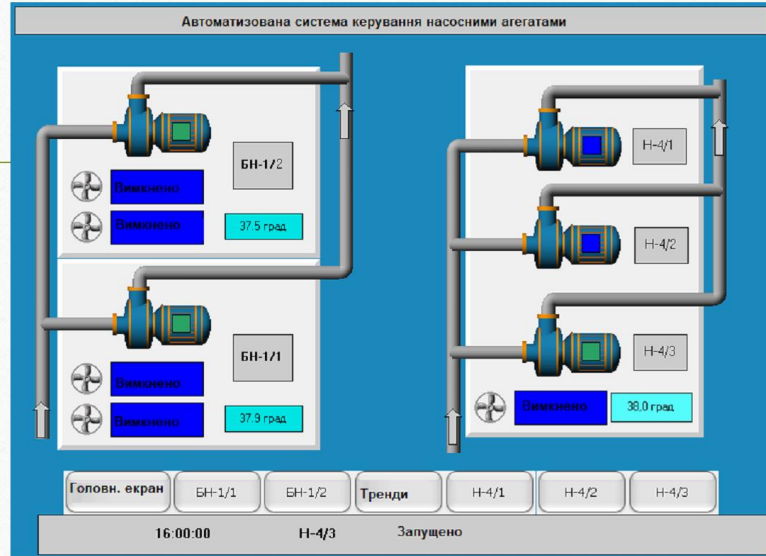 Автоматизована система керування насосними агегатами
БН-1/2
Вимкнено
Вимкнено
37.5 град
БН-1/1
Вимкнено
Вимкнено
37.9 град
Н-4/1
Н-4/2
Н-4/3
Вимкнено
38,0 град
Головн. екран БН-1/1 БН-1/2 Тренди Н-4/1 Н-4/2 Н-4/3
16:00:00 Н-4/3 Запущено